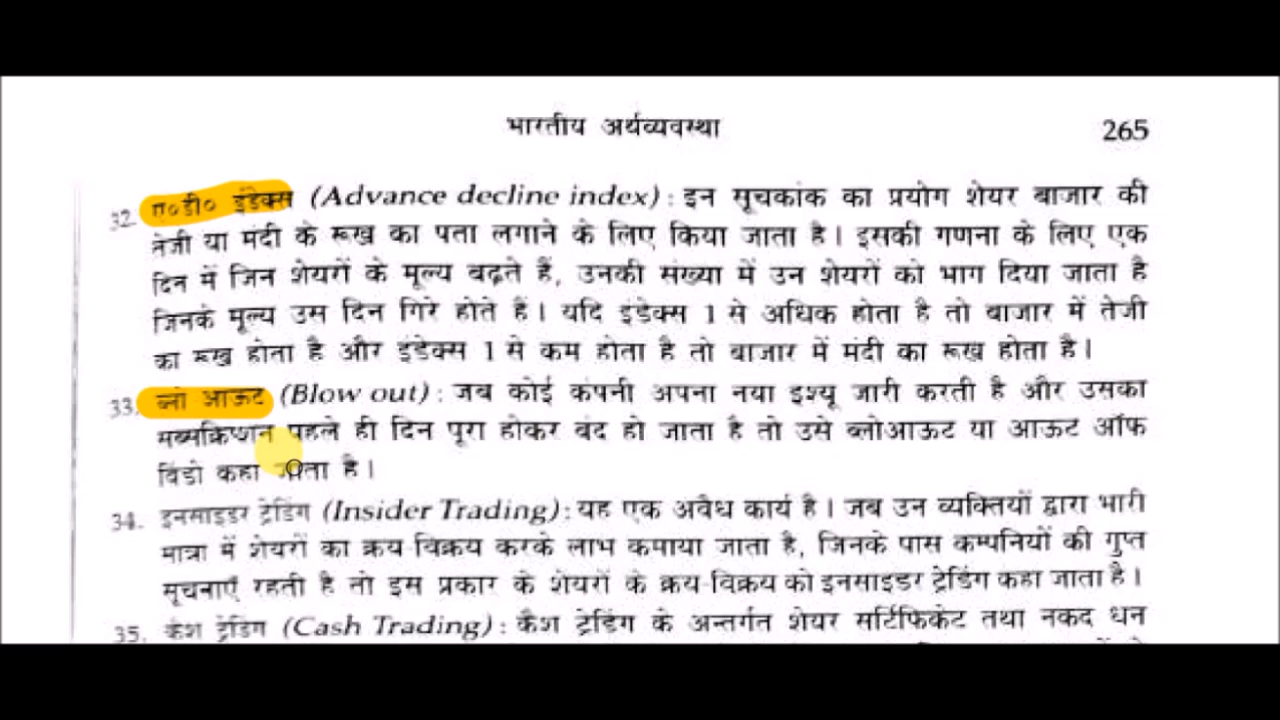 भारतीय अर्थव्यवस्था 265
32. ए०डी० इंडेक्स (Advance decline index) : इन सूचकांक का प्रयोग शेयर बाजार की
तेजी या मंदी के रूख का पता लगाने के लिए किया जाता है। इसकी गणना के लिए एक
दिन में जिन शेयरों के मूल्य बढ़ते हैं, उनकी संख्या में उन शेयरों को भाग दिया जाता है
जिनके मूल्य उस दिन गिरे होते हैं। यदि इंडेक्स 1 से अधिक होता है तो बाजार में तेजी
का रूख होता है और इंडेक्स 1 से कम होता है तो बाजार में मंदी का रूख होता है।
33. ब्लो आऊट (Blow out) : जब कोई कंपनी अपना नया इश्यू जारी करती है और उसका
सब्सक्रिप्शन पहले ही दिन पूरा होकर बंद हो जाता है तो उसे ब्लोआऊट या आऊट ऑफ
विंडो कहा जाता है।
34. इनसाइडर ट्रेडिंग (Insider Trading) : यह एक अवैध कार्य है। जब उन व्यक्तियों द्वारा भारी
मात्रा में शेयरों का क्रय-विक्रय करके लाभ कमाया जाता है, जिनके पास कम्पनियों की गुप्त
सूचनाएँ रहती है तो इस प्रकार के शेयरों के क्रय-विक्रय को इनसाइडर ट्रेडिंग कहा जाता है।
35. कैश ट्रेडिंग (Cash Trading) : कैश ट्रेडिंग के अन्तर्गत शेयर सर्टिफिकेट तथा नकद धन